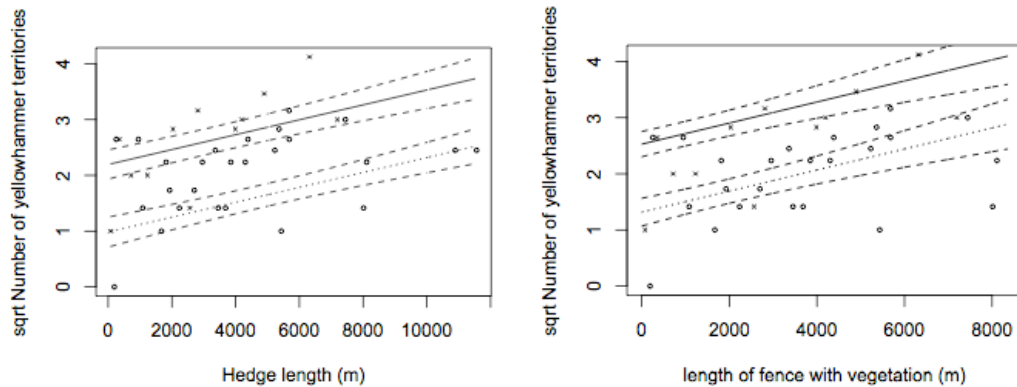 sqrt Number of yellowhammer territories
4
3
2
1
0
0 2000 4000 6000 8000 10000
Hedge length (m)
sqrt Number of yellowhammer territories
4
3
2
1
0
0 2000 4000 6000 8000
length of fence with vegetation (m)